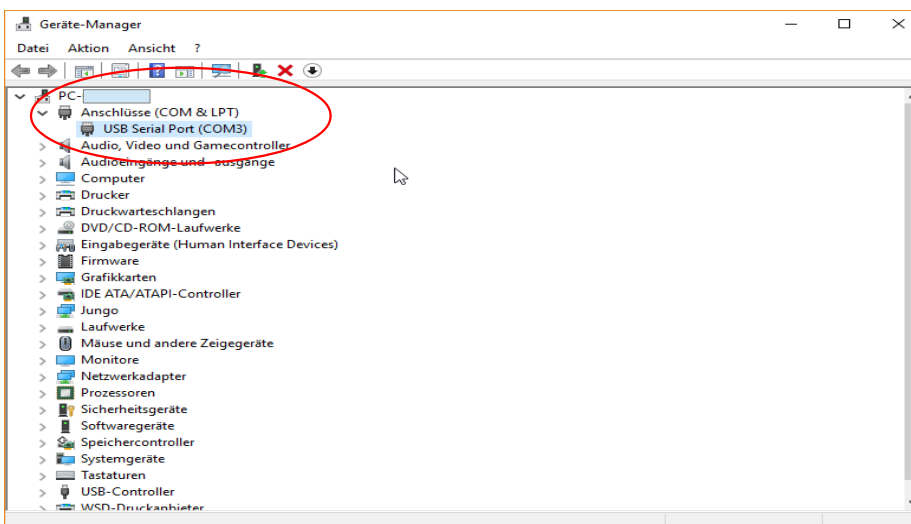 Geräte-Manager
Datei Aktion Ansicht ?
PC-
Anschlüsse (COM & LPT)
USB Serial Port (COM3)
Audio, Video und Gamecontroller
Audioeingänge und -ausgänge
Computer
Drucker
Druckwarteschlangen
DVD/CD-ROM-Laufwerke
Eingabegeräte (Human Interface Devices)
Firmware
Grafikkarten
IDE ATA/ATAPI-Controller
Jungo
Laufwerke
Mäuse und andere Zeigegeräte
Monitore
Netzwerkadapter
Prozessoren
Sicherheitsgeräte
Softwaregeräte
Speichercontroller
Systemgeräte
Tastaturen
USB-Controller
WSD-Druckanbieter